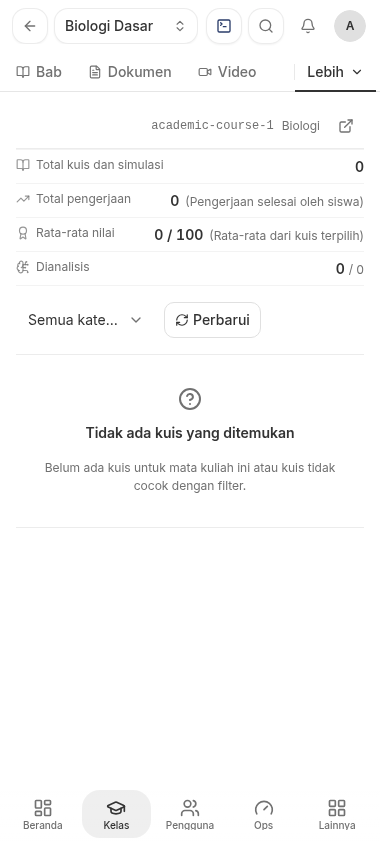 Biologi Dasar
A
Bab
Dokumen
Video
Lebih
academic-course-1 Biologi
Total kuis dan simulasi 0
Total pengerjaan 0 (Pengerjaan selesai oleh siswa)
Rata-rata nilai 0 / 100 (Rata-rata dari kuis terpilih)
Dianalisis 0 / 0
Semua kate...
Perbarui
Tidak ada kuis yang ditemukan
Belum ada kuis untuk mata kuliah ini atau kuis tidak
cocok dengan filter.
Beranda
Kelas
Pengguna
Ops
Lainnya